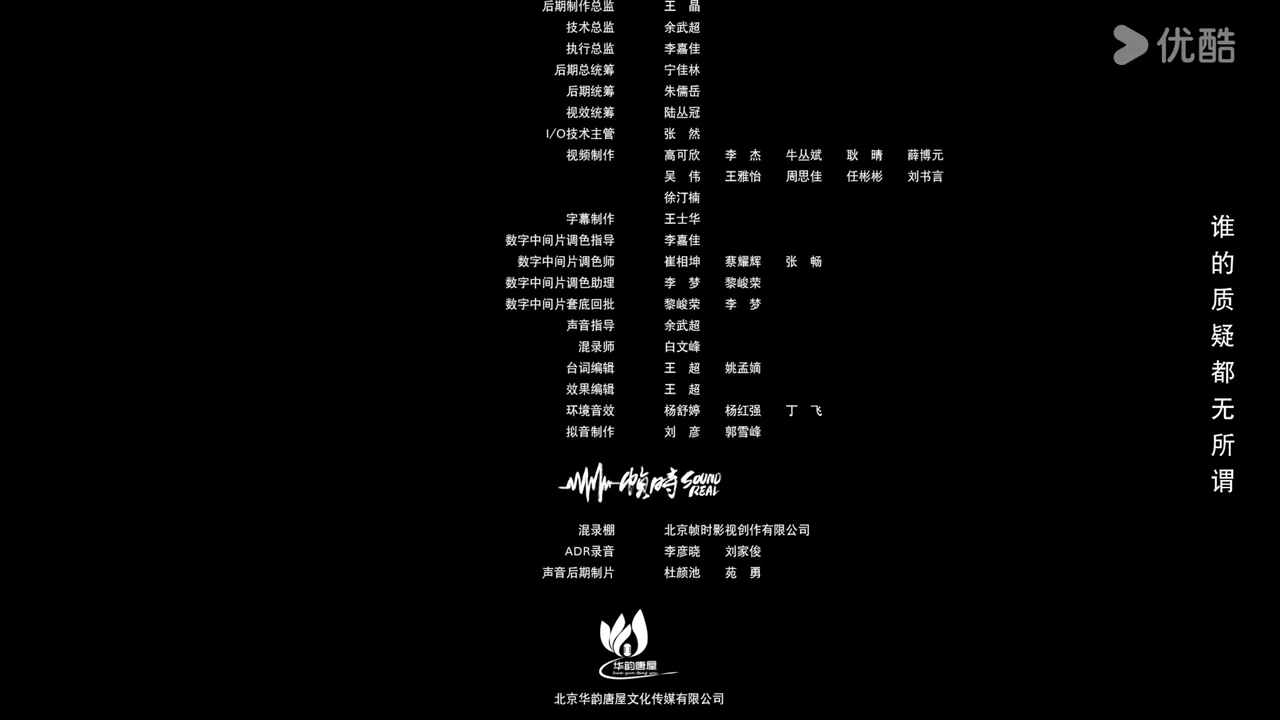 后期制作总监 王 晶
技术总监 余武超
执行总监 李嘉佳
后期总统筹 宁佳林
后期统筹 朱儒岳
视效统筹 陆丛冠
I/O技术主管 张 然
视频制作 高可欣 李 杰 牛丛斌 耿 晴 薛博元
吴 伟 王雅怡 周思佳 任彬彬 刘书言
徐汀楠
字幕制作 王士华
数字中间片调色指导 李嘉佳
数字中间片调色师 崔相坤 蔡耀辉 张 畅
数字中间片调色助理 李 梦 黎峻荣
数字中间片套底回批 黎峻荣 李 梦
声音指导 余武超
混录师 白文峰
台词编辑 王 超 姚孟嫡
效果编辑 王 超
环境音效 杨舒婷 杨红强 丁 飞
拟音制作 刘 彦 郭雪峰
帧時 SOUND REAL
混录棚 北京帧时影视创作有限公司
ADR录音 李彦晓 刘家俊
声音后期制片 杜颜池 苑 勇
华韵唐屋
北京华韵唐屋文化传媒有限公司
优酷
谁的质疑都无所谓